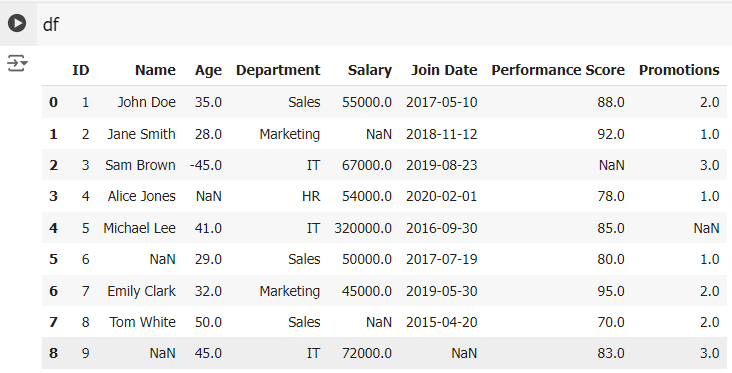 df
ID Name Age Department Salary Join Date Performance Score Promotions
0 1 John Doe 35.0 Sales 55000.0 2017-05-10 88.0 2.0
1 2 Jane Smith 28.0 Marketing NaN 2018-11-12 92.0 1.0
2 3 Sam Brown -45.0 IT 67000.0 2019-08-23 NaN 3.0
3 4 Alice Jones NaN HR 54000.0 2020-02-01 78.0 1.0
4 5 Michael Lee 41.0 IT 320000.0 2016-09-30 85.0 NaN
5 6 NaN 29.0 Sales 50000.0 2017-07-19 80.0 1.0
6 7 Emily Clark 32.0 Marketing 45000.0 2019-05-30 95.0 2.0
7 8 Tom White 50.0 Sales NaN 2015-04-20 70.0 2.0
8 9 NaN 45.0 IT 72000.0 NaN 83.0 3.0